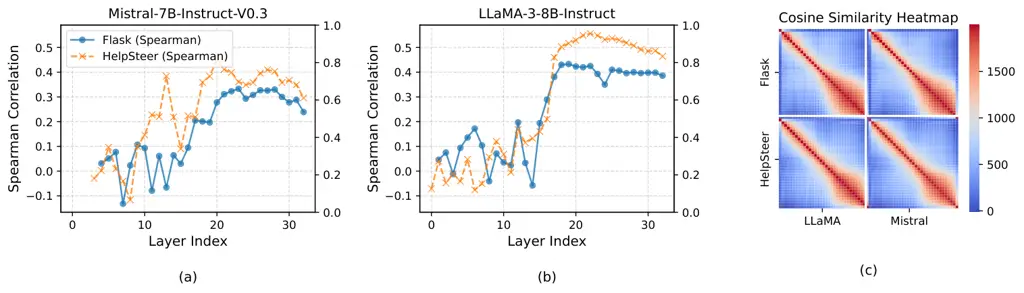 Mistral-7B-Instruct-V0.3
Flask (Spearman)
HelpSteer (Spearman)
Spearman Correlation
0.5
0.4
0.3
0.2
0.1
0.0
−0.1
1.0
0.8
0.6
0.4
0.2
0.0
0 10 20 30
Layer Index
(a)
LLaMA-3-8B-Instruct
Spearman Correlation
0.5
0.4
0.3
0.2
0.1
0.0
−0.1
1.0
0.8
0.6
0.4
0.2
0.0
0 10 20 30
Layer Index
(b)
Cosine Similarity Heatmap
Flask
HelpSteer
LLaMA Mistral
1500
1000
500
0
(c)